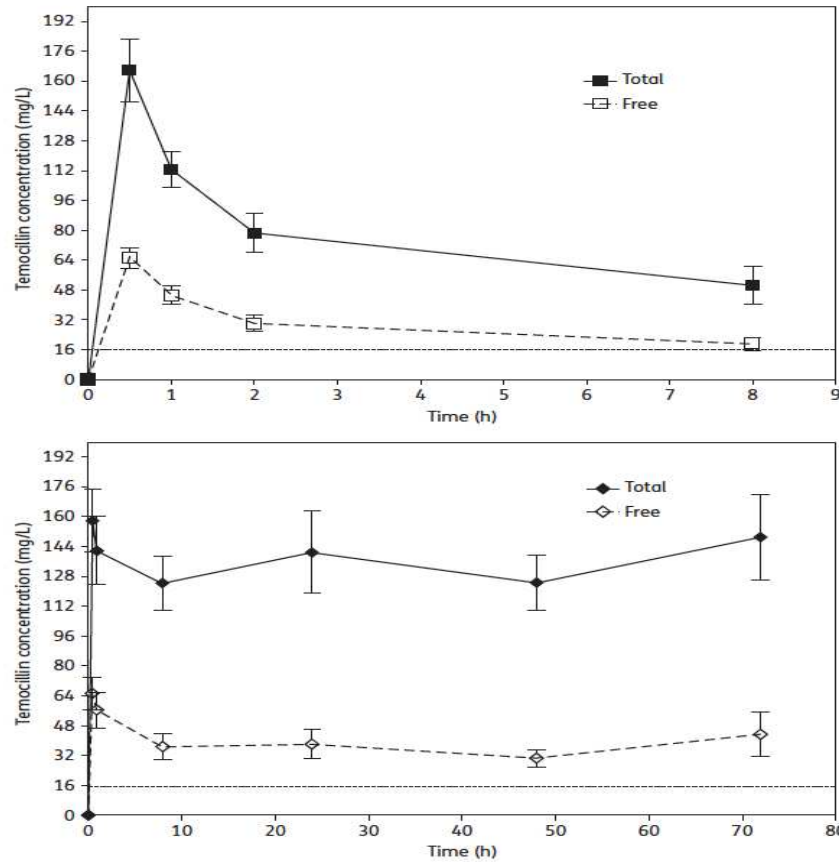 Temocillin concentration (mg/L)
192
176
160
144
128
112
96
80
64
48
32
16
0
Total
Free
0 1 2 3 4 5 6 7 8 9
Time (h)
Temocillin concentration (mg/L)
192
176
160
144
128
112
96
80
64
48
32
16
0
Total
Free
0 10 20 30 40 50 60 70 80
Time (h)